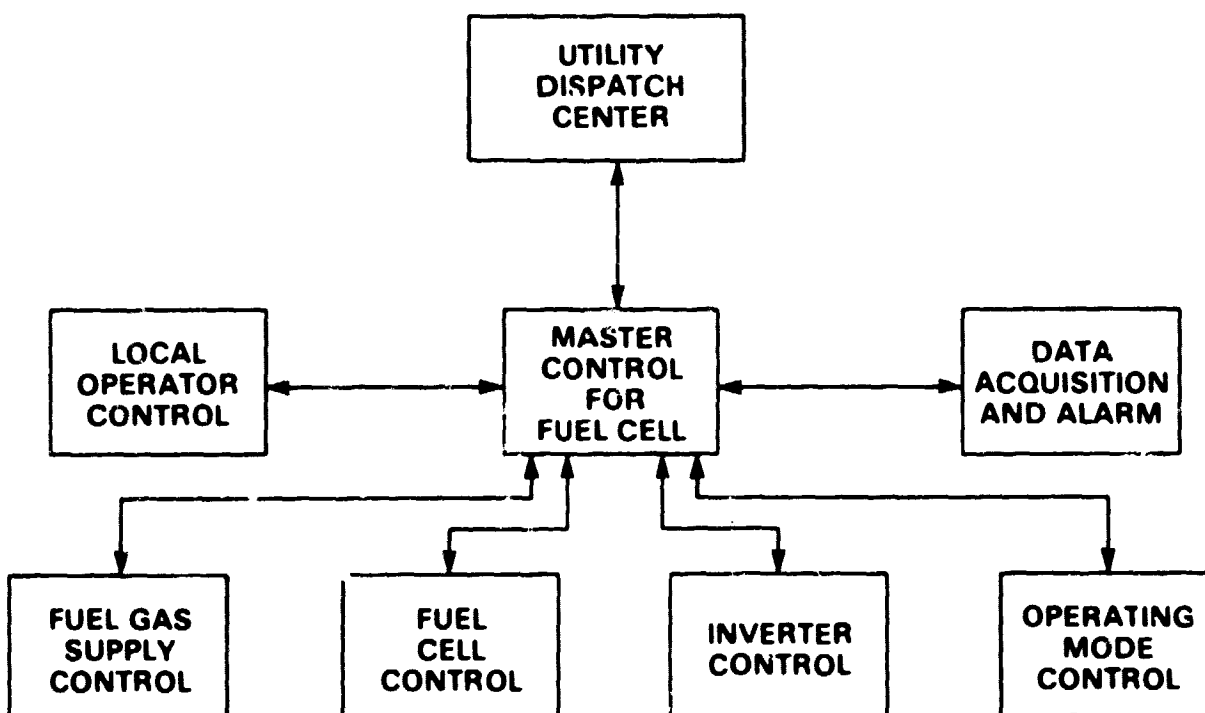 UTILITY
DISPATCH
CENTER
LOCAL
OPERATOR
CONTROL
MASTER
CONTROL
FOR
FUEL CELL
DATA
ACQUISITION
AND ALARM
FUEL GAS
SUPPLY
CONTROL
FUEL
CELL
CONTROL
INVERTER
CONTROL
OPERATING
MODE
CONTROL